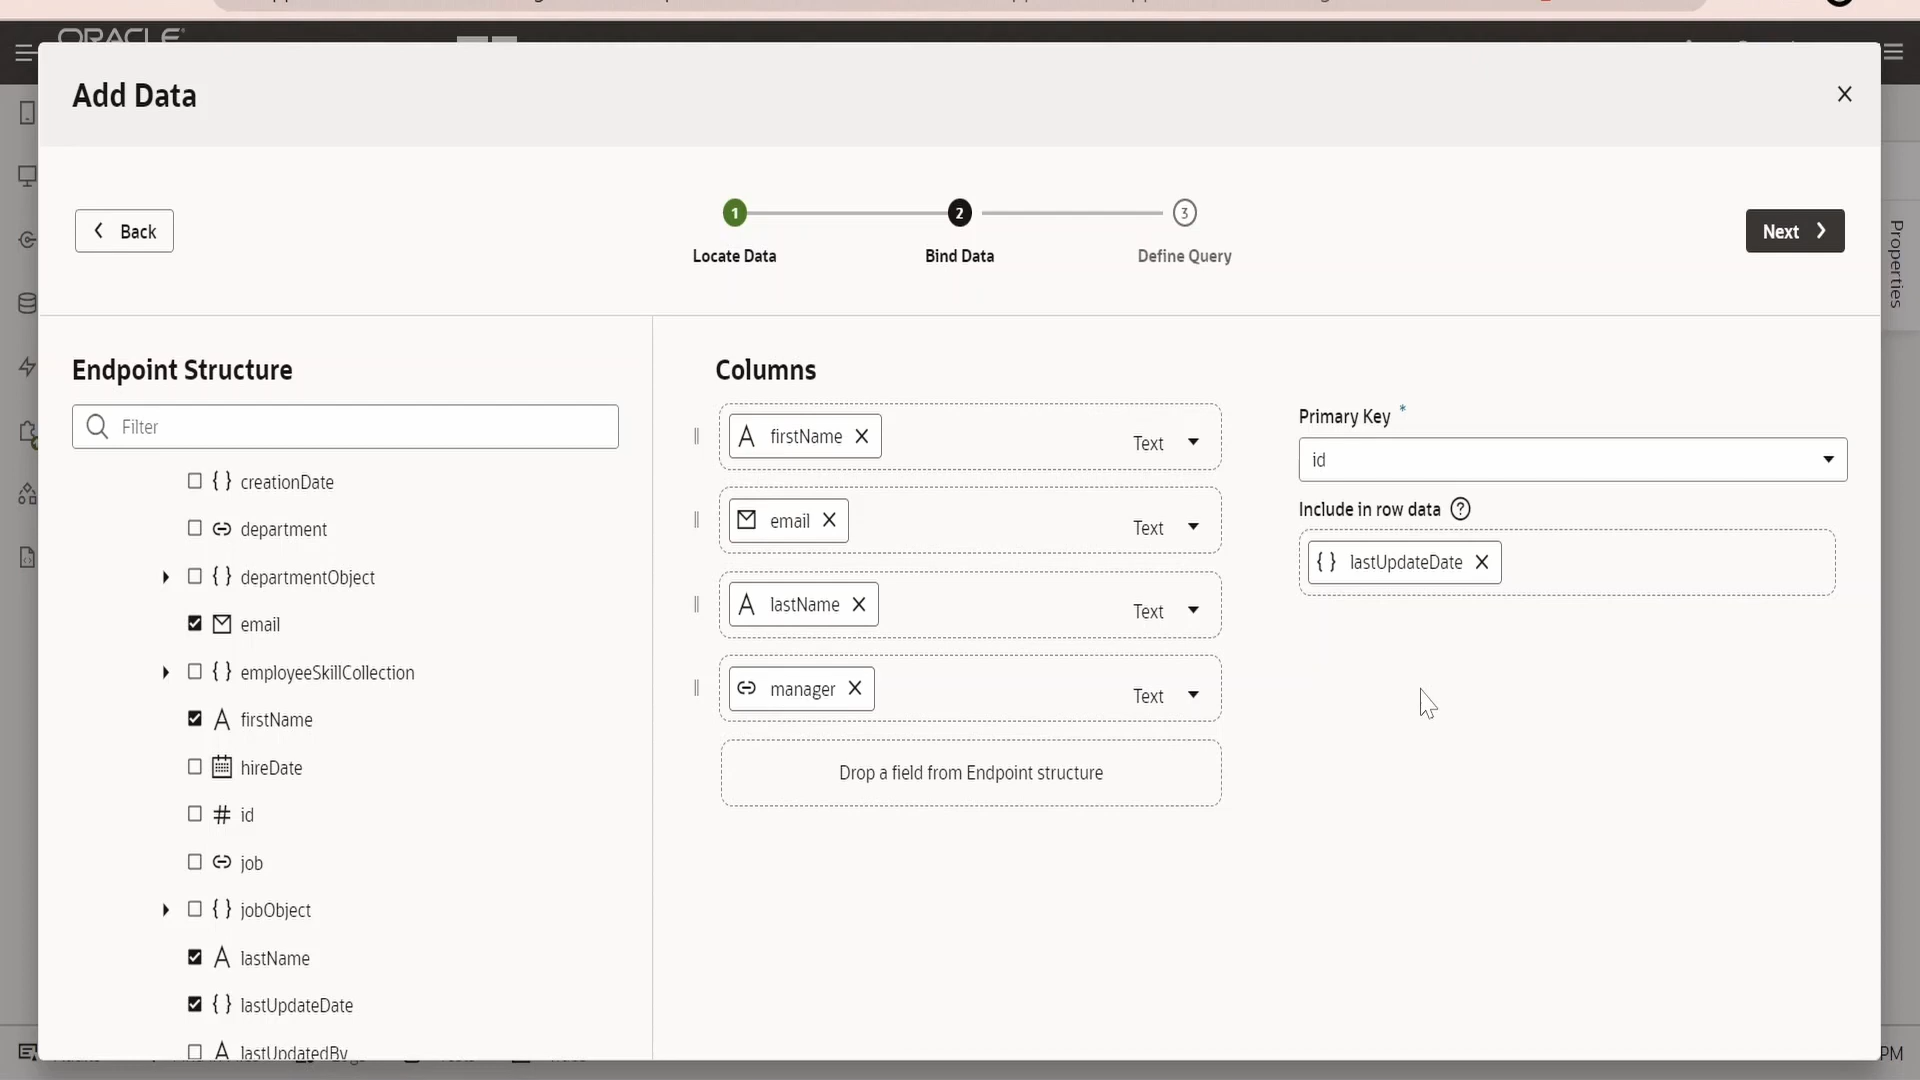 ORACLE
Add Data
Back
1
2
3
Locate Data
Bind Data
Define Query
Next
Properties
Endpoint Structure
Filter
{ } creationDate
department
{ } departmentObject
email
{ } employeeSkillCollection
A firstName
hireDate
# id
job
{ } jobObject
A lastName
{ } lastUpdateDate
A lastUpdatedBy
Columns
A firstName X Text
email X Text
A lastName X Text
manager X Text
Drop a field from Endpoint structure
Primary Key *
id
Include in row data ?
{ } lastUpdateDate X
PM